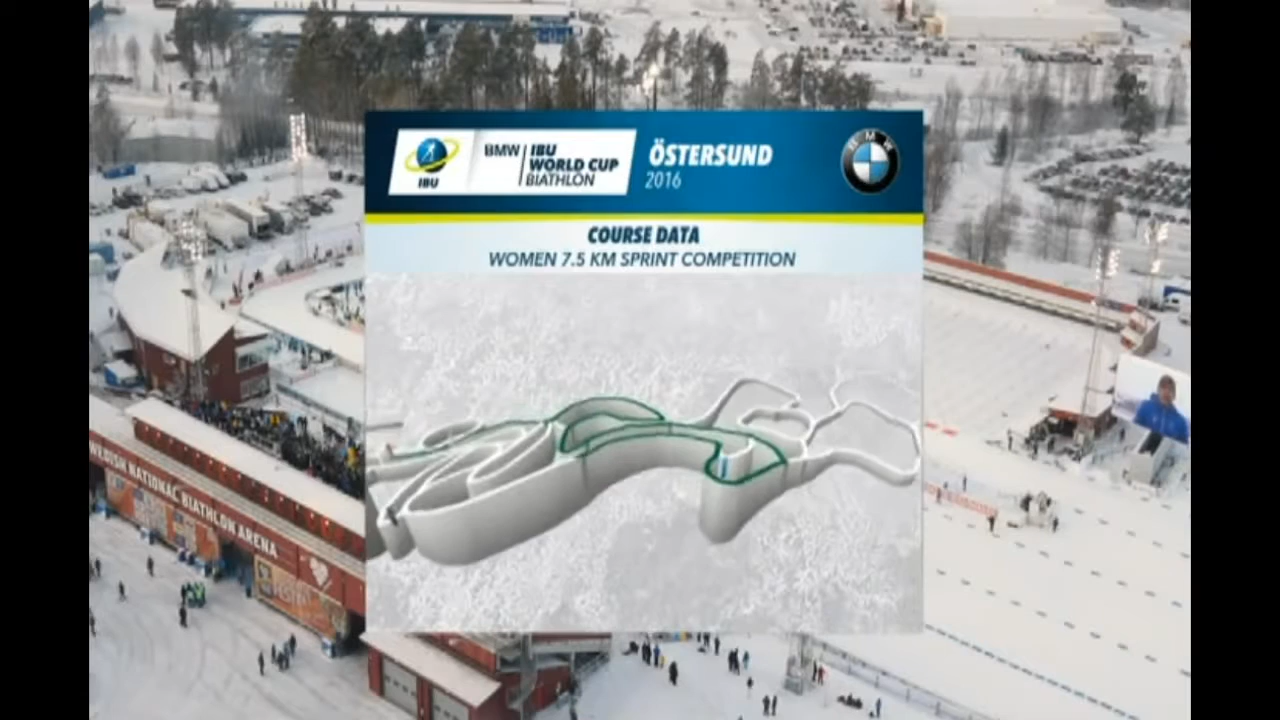 IBU
BMW
IBU
WORLD CUP
BIATHLON
ÖSTERSUND
2016
BMW
COURSE DATA
WOMEN 7.5 KM SPRINT COMPETITION
SWEDISH NATIONAL BIATHLON ARENA